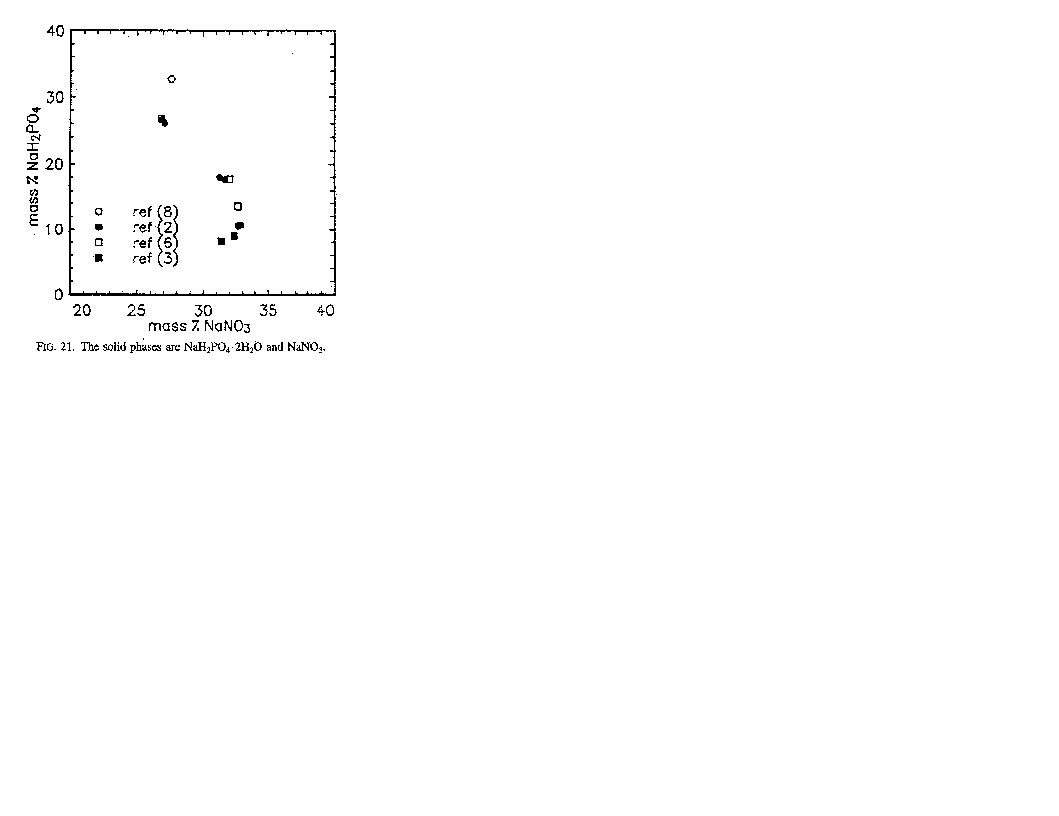 40
30
20
10
0
mass % NaH₂PO₄
ref (8)
ref (2)
ref (6)
ref (3)
20 25 30 35 40
mass % NaNO₃
FIG. 21. The solid phases are NaH₂PO₄·2H₂O and NaNO₃.